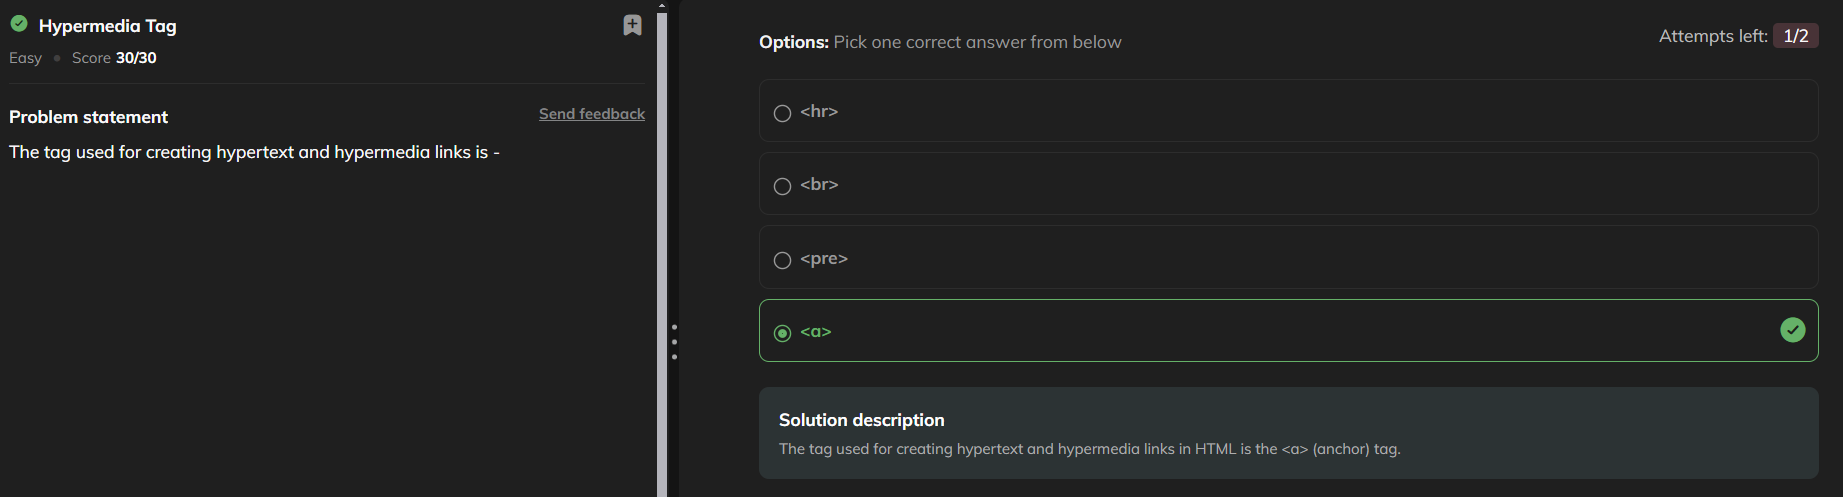 Hypermedia Tag
Easy • Score 30/30
Problem statement
Send feedback
The tag used for creating hypertext and hypermedia links is -
Options: Pick one correct answer from below
Attempts left: 1/2
<hr>
<br>
<pre>
<a>
Solution description
The tag used for creating hypertext and hypermedia links in HTML is the <a> (anchor) tag.